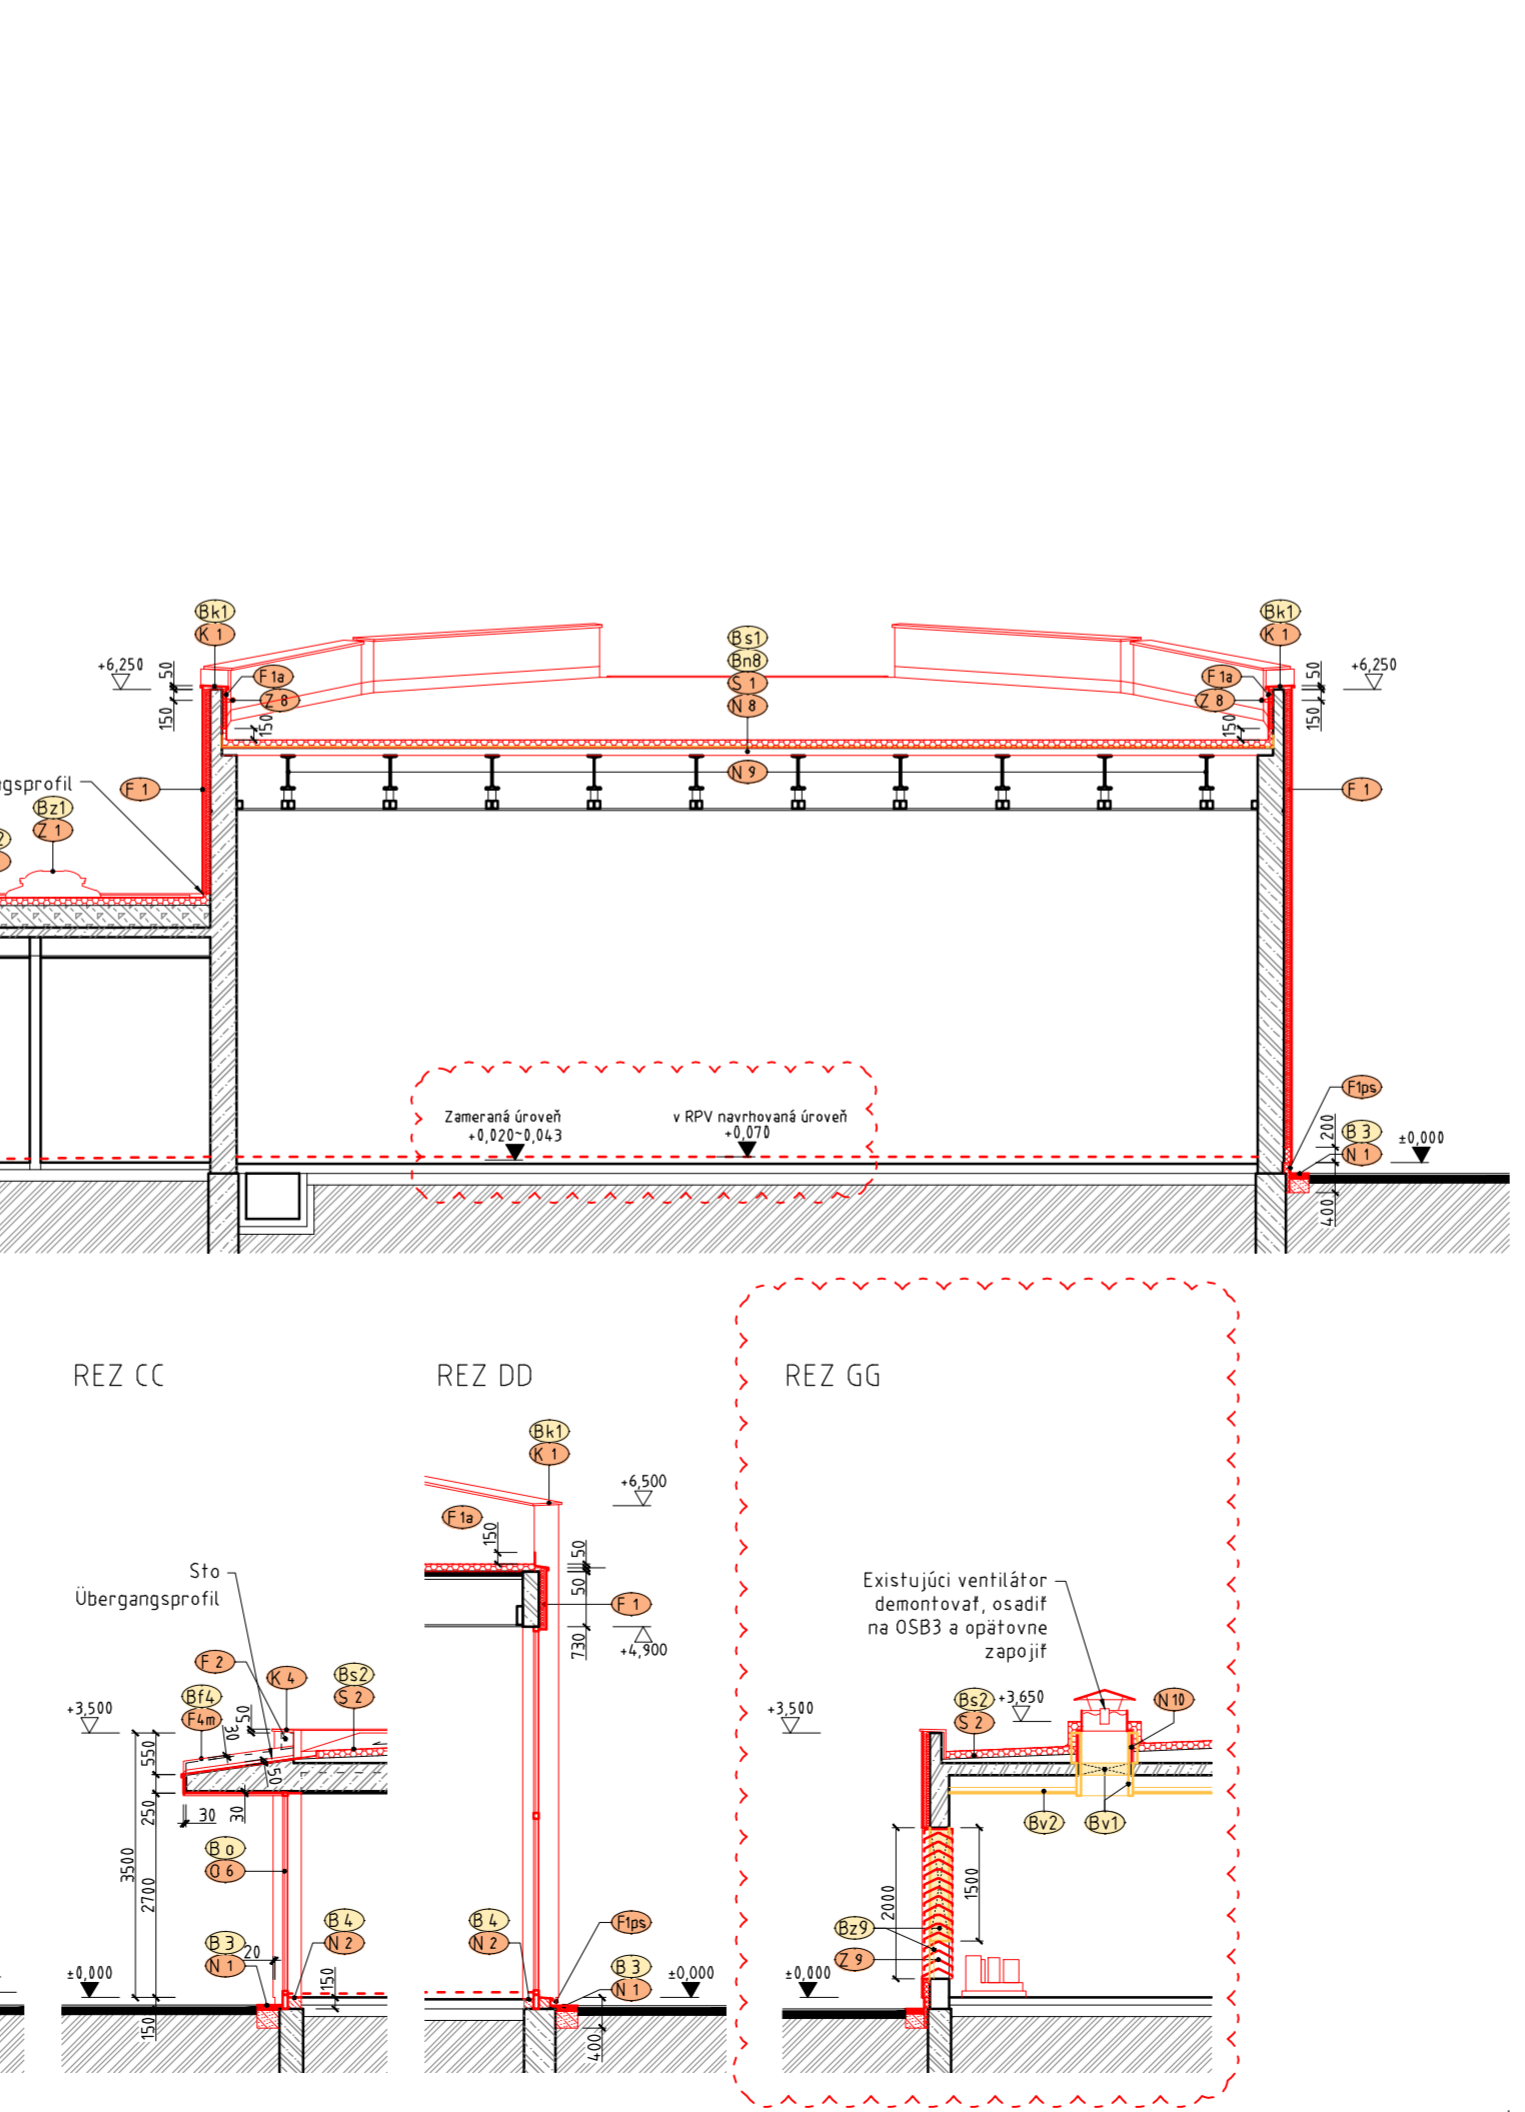 Bk1
K 1
+6,250
50
150
F1a
Z 8
150
Bs1
Bn8
S 1
N 8
N 9
Bk1
K 1
F1a
Z 8
150
50
150
+6,250
gsprofil
F 1
Bz1
Z 1
2
F 1
Zameraná úroveň
+0,020~0,043
v RPV navrhovaná úroveň
+0,070
F1ps
B 3
N 1
200
400
±0,000
REZ CC
Sto
Übergangsprofil
F 2
K 4
Bf4
F4m
Bs2
S 2
+3,500
50
30
50
550
250
30
30
3500
2700
B o
O 6
B 4
N 2
B 3
N 1
20
150
±0,000
150
REZ DD
Bk1
K 1
+6,500
F1a
150
50
50
F 1
730
+4,900
B 4
N 2
F1ps
B 3
N 1
±0,000
400
REZ GG
Existujúci ventilátor
demontovať, osadiť
na OSB3 a opätovne
zapojiť
+3,500
Bs2
S 2
+3,650
N 10
Bv2
Bv1
2000
1500
Bz9
Z 9
±0,000